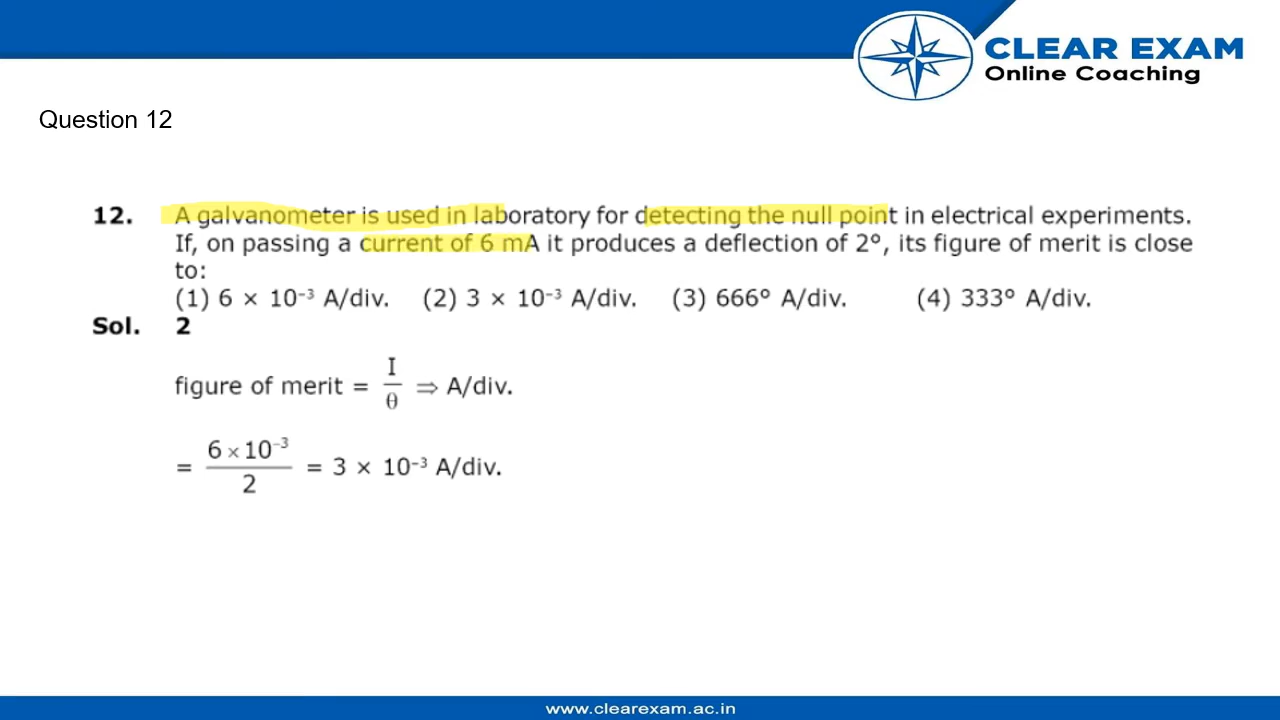 CLEAR EXAM
Online Coaching
Question 12
12. A galvanometer is used in laboratory for detecting the null point in electrical experiments.
If, on passing a current of 6 mA it produces a deflection of 2º, its figure of merit is close
to:
(1) 6 × 10⁻³ A/div. (2) 3 × 10⁻³ A/div. (3) 666º A/div. (4) 333º A/div.
Sol. 2
figure of merit = I/θ ⇒ A/div.
= 6 × 10⁻³/2 = 3 × 10⁻³ A/div.
www.clearexam.ac.in